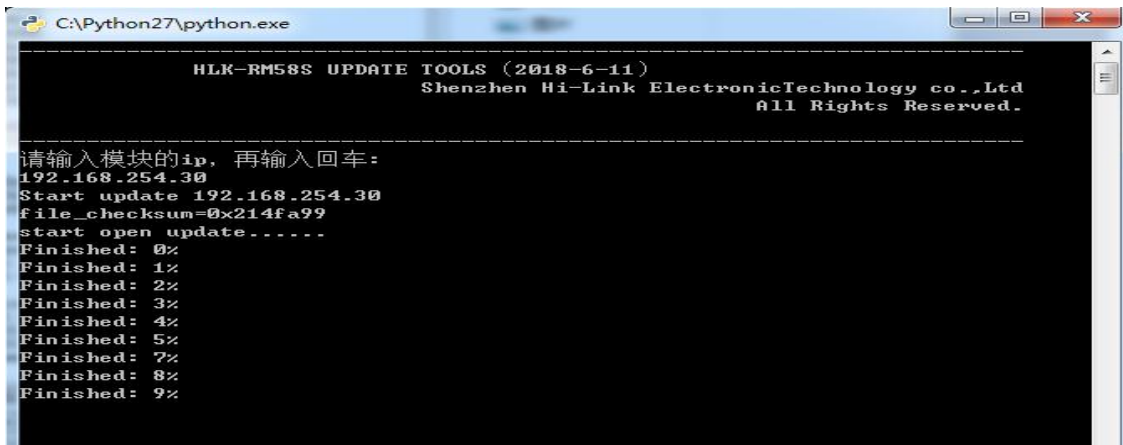 C:\Python27\python.exe
HLK-RM58S UPDATE TOOLS (2018-6-11)
Shenzhen Hi-Link ElectronicTechnology co.,Ltd
All Rights Reserved.
请输入模块的ip, 再输入回车:
192.168.254.30
Start update 192.168.254.30
file_checksum=0x214fa99
start open update......
Finished: 0%
Finished: 1%
Finished: 2%
Finished: 3%
Finished: 4%
Finished: 5%
Finished: 7%
Finished: 8%
Finished: 9%